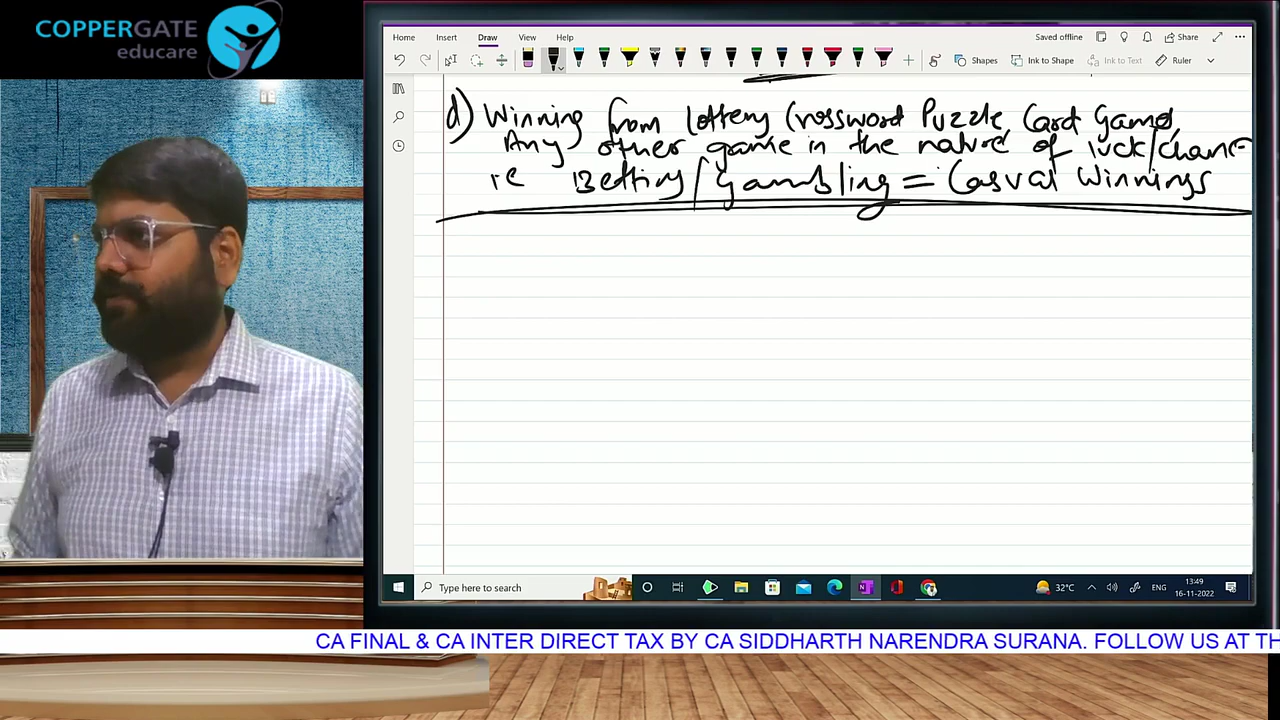 COPPERGATE
educare
Home Insert Draw View Help
Saved offline Share
Shapes Ink to Shape Ink to Text Ruler
d) Winning from lottery Crossword Puzzle Card Games,
Any other game in the nature of luck/chance
ie Betting/Gambling = Casual Winnings
Type here to search
32°C ENG 13:49
16-11-2022
CA FINAL & CA INTER DIRECT TAX BY CA SIDDHARTH NARENDRA SURANA. FOLLOW US AT TH